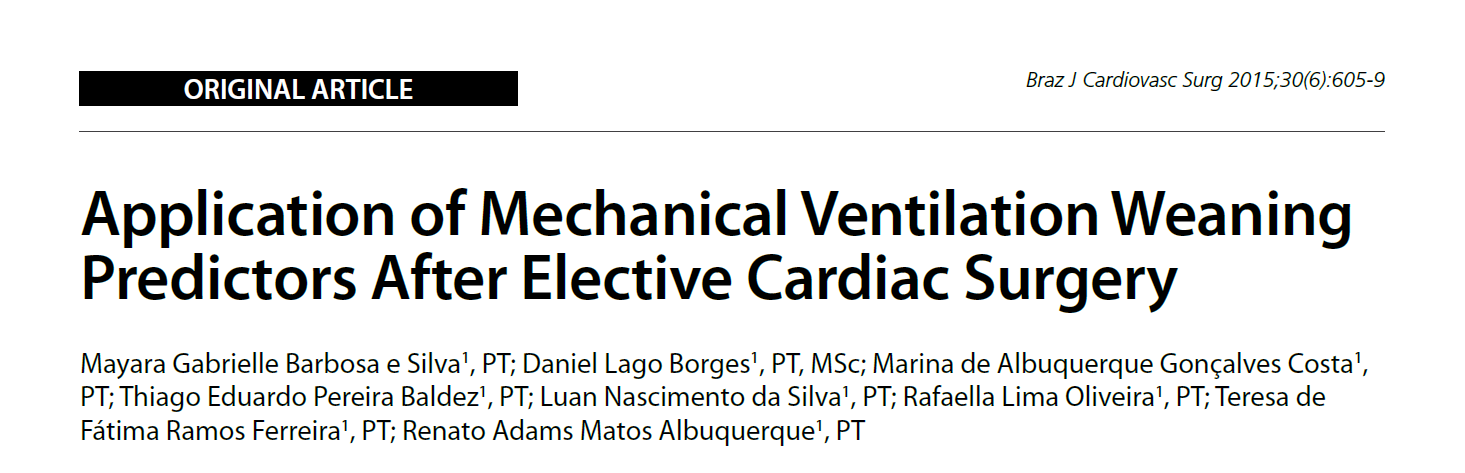 ORIGINAL ARTICLE
Braz J Cardiovasc Surg 2015;30(6):605-9
Application of Mechanical Ventilation Weaning
Predictors After Elective Cardiac Surgery
Mayara Gabrielle Barbosa e Silva¹, PT; Daniel Lago Borges¹, PT, MSc; Marina de Albuquerque Gonçalves Costa¹,
PT; Thiago Eduardo Pereira Baldez¹, PT; Luan Nascimento da Silva¹, PT; Rafaella Lima Oliveira¹, PT; Teresa de
Fátima Ramos Ferreira¹, PT; Renato Adams Matos Albuquerque¹, PT